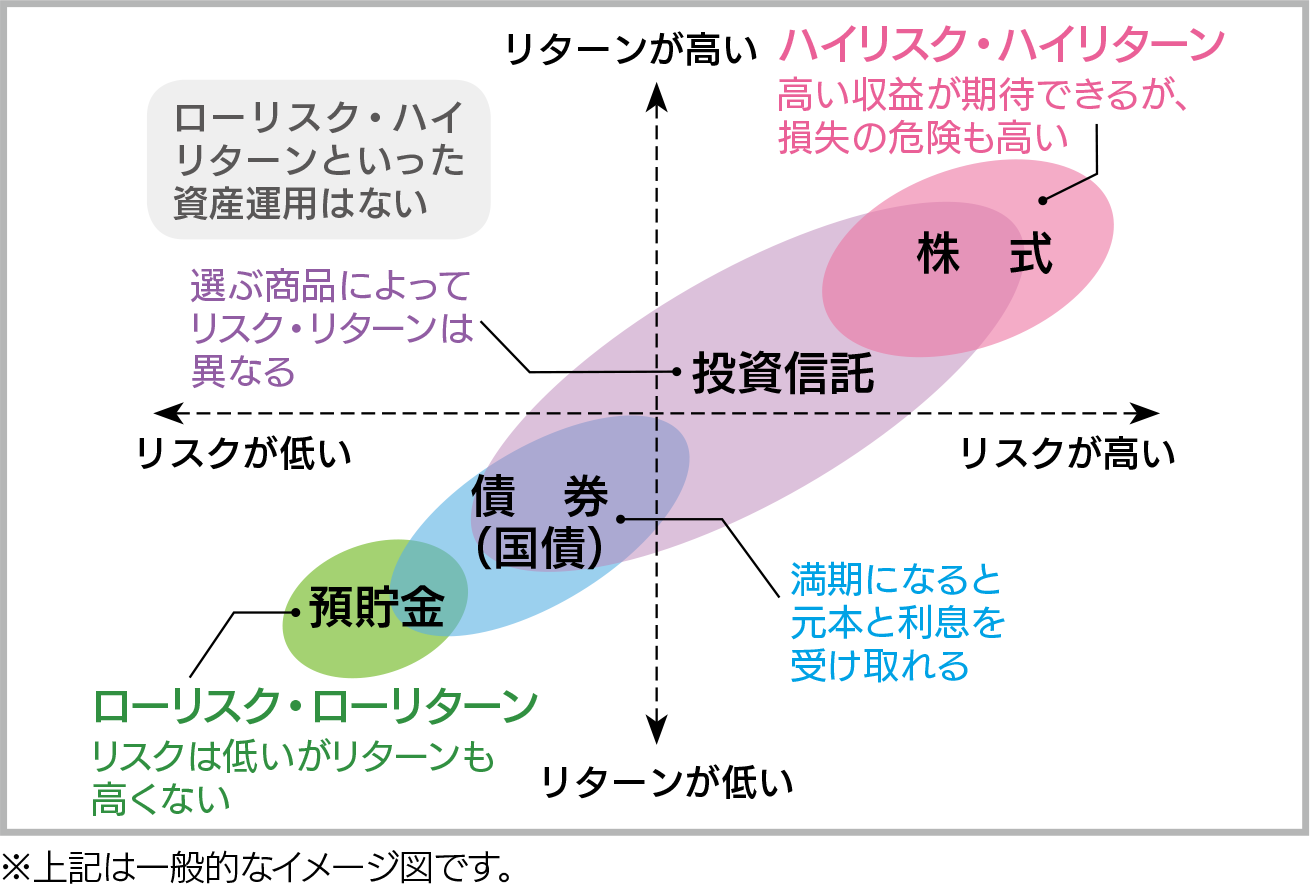 リターンが高い
ハイリスク・ハイリターン
高い収益が期待できるが、
損失の危険も高い
ローリスク・ハイ
リターンといった
資産運用はない
株　式
選ぶ商品によって
リスク・リターンは
異なる
投資信託
リスクが低い
リスクが高い
債　券
（国債）
満期になると
元本と利息を
受け取れる
預貯金
ローリスク・ローリターン
リスクは低いがリターンも
高くない
リターンが低い
※上記は一般的なイメージ図です。